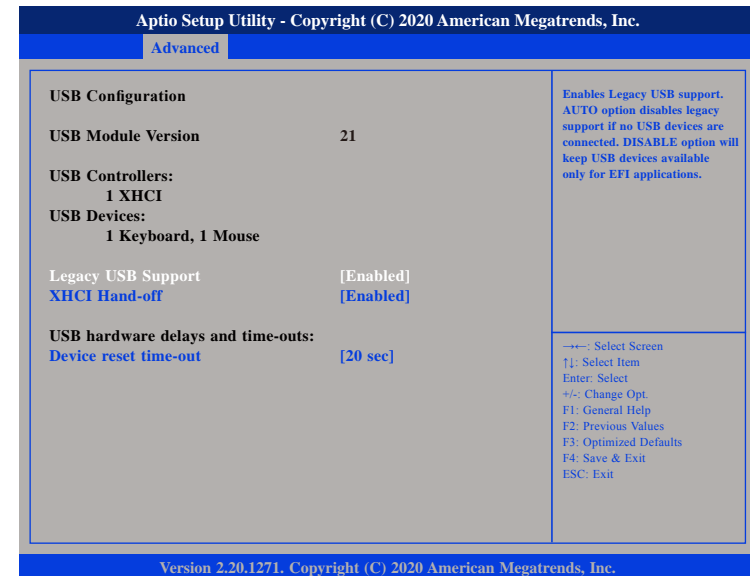 Aptio Setup Utility - Copyright (C) 2020 American Megatrends, Inc.
Advanced
USB Configuration
USB Module Version 21
USB Controllers:
1 XHCI
USB Devices:
1 Keyboard, 1 Mouse
Legacy USB Support [Enabled]
XHCI Hand-off [Enabled]
USB hardware delays and time-outs:
Device reset time-out [20 sec]
Enables Legacy USB support.
AUTO option disables legacy
support if no USB devices are
connected. DISABLE option will
keep USB devices available
only for EFI applications.
→←: Select Screen
↑↓: Select Item
Enter: Select
+/-: Change Opt.
F1: General Help
F2: Previous Values
F3: Optimized Defaults
F4: Save & Exit
ESC: Exit
Version 2.20.1271. Copyright (C) 2020 American Megatrends, Inc.